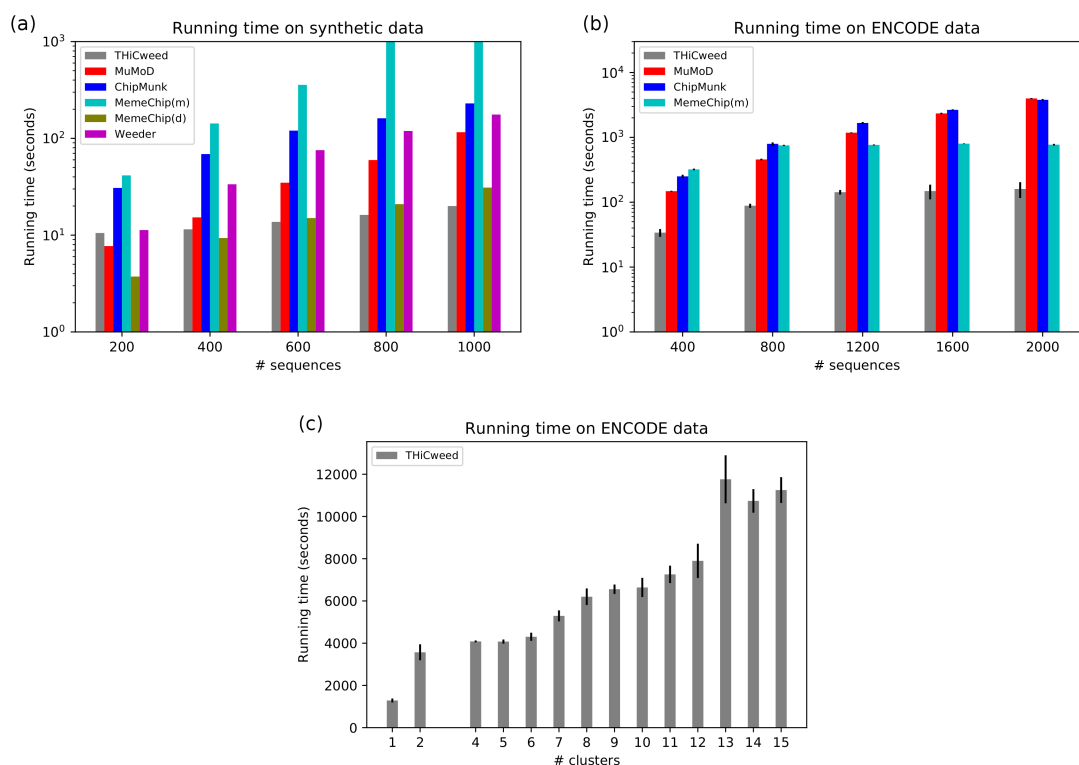 (a)
Running time on synthetic data
Running time (seconds)
10³
10²
10¹
10⁰
THiCweed
MuMoD
ChipMunk
MemeChip(m)
MemeChip(d)
Weeder
200 400 600 800 1000
# sequences
(b)
Running time on ENCODE data
Running time (seconds)
10⁴
10³
10²
10¹
10⁰
THiCweed
MuMoD
ChipMunk
MemeChip(m)
400 800 1200 1600 2000
# sequences
(c)
Running time on ENCODE data
Running time (seconds)
12000
10000
8000
6000
4000
2000
0
THiCweed
1 2 4 5 6 7 8 9 10 11 12 13 14 15
# clusters